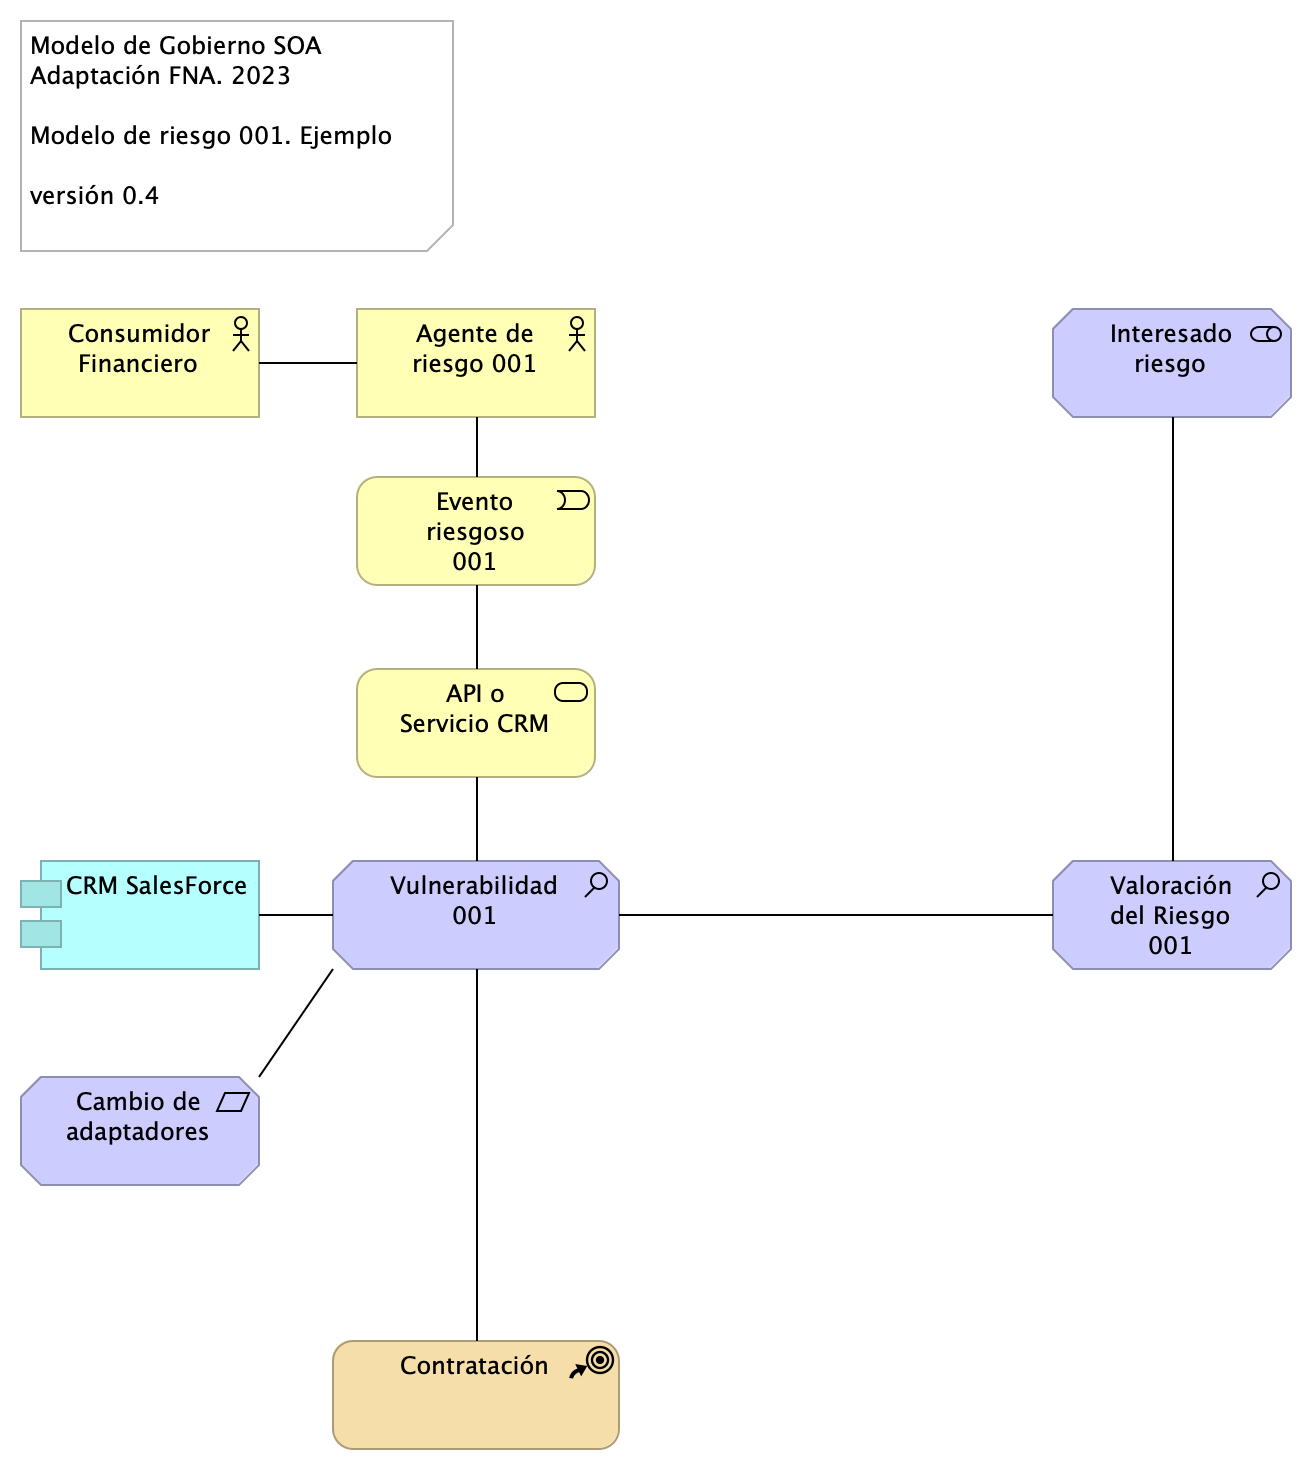 Modelo de Gobierno SOA
Adaptación FNA. 2023
Modelo de riesgo 001. Ejemplo
versión 0.4
Consumidor
Financiero
Agente de
riesgo 001
Interesado
riesgo
Evento
riesgoso
001
API o
Servicio CRM
CRM SalesForce
Vulnerabilidad
001
Valoración
del Riesgo
001
Cambio de
adaptadores
Contratación